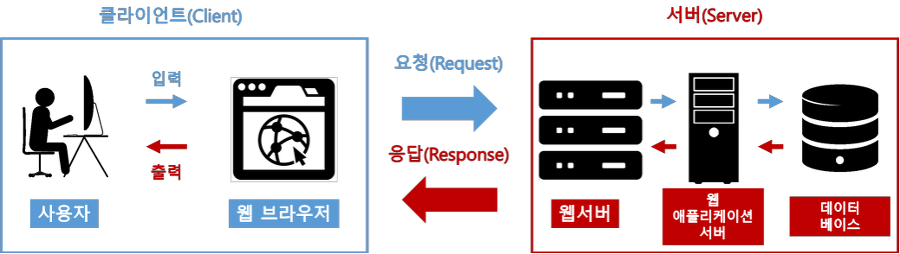 클라이언트(Client)
서버(Server)
입력
출력
사용자
웹 브라우저
요청(Request)
응답(Response)
웹서버
웹
애플리케이션
서버
데이터
베이스